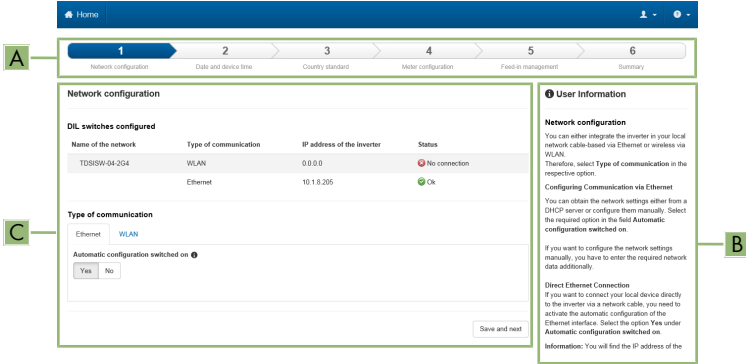 Home
A
1 2 3 4 5 6
Network configuration Date and device time Country standard Meter configuration Feed-in management Summary
Network configuration
DIL switches configured
Name of the network Type of communication IP address of the inverter Status
TDSISW-04-2G4 WLAN 0.0.0.0 No connection
Ethernet 10.1.8.205 Ok
C
Type of communication
Ethernet WLAN
Automatic configuration switched on
Yes No
Save and next
User Information
Network configuration
You can either integrate the inverter in your local
network cable-based via Ethernet or wireless via
WLAN.
Therefore, select Type of communication in the
respective option.
Configuring Communication via Ethernet
You can obtain the network settings either from a
DHCP server or configure them manually. Select
the required option in the field Automatic
configuration switched on.
If you want to configure the network settings
manually, you have to enter the required network
data additionally.
Direct Ethernet Connection
If you want to connect your local device directly
to the inverter via a network cable, you need to
activate the automatic configuration of the
Ethernet interface. Select the option Yes under
Automatic configuration switched on.
Information: You will find the IP address of the
B